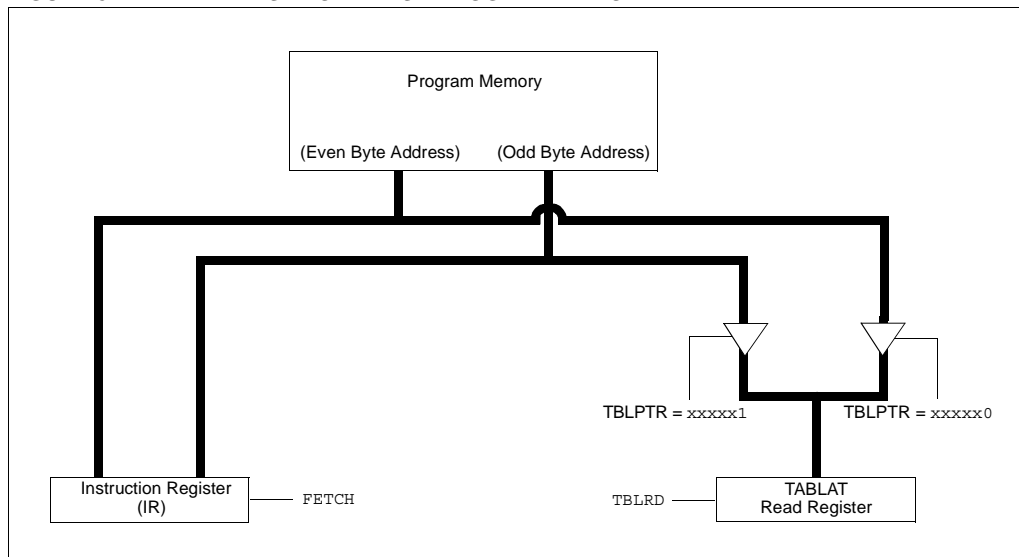 Program Memory
(Even Byte Address) (Odd Byte Address)
TBLPTR = xxxxx1
TBLPTR = xxxxx0
Instruction Register
(IR)
FETCH
TBLRD
TABLAT
Read Register